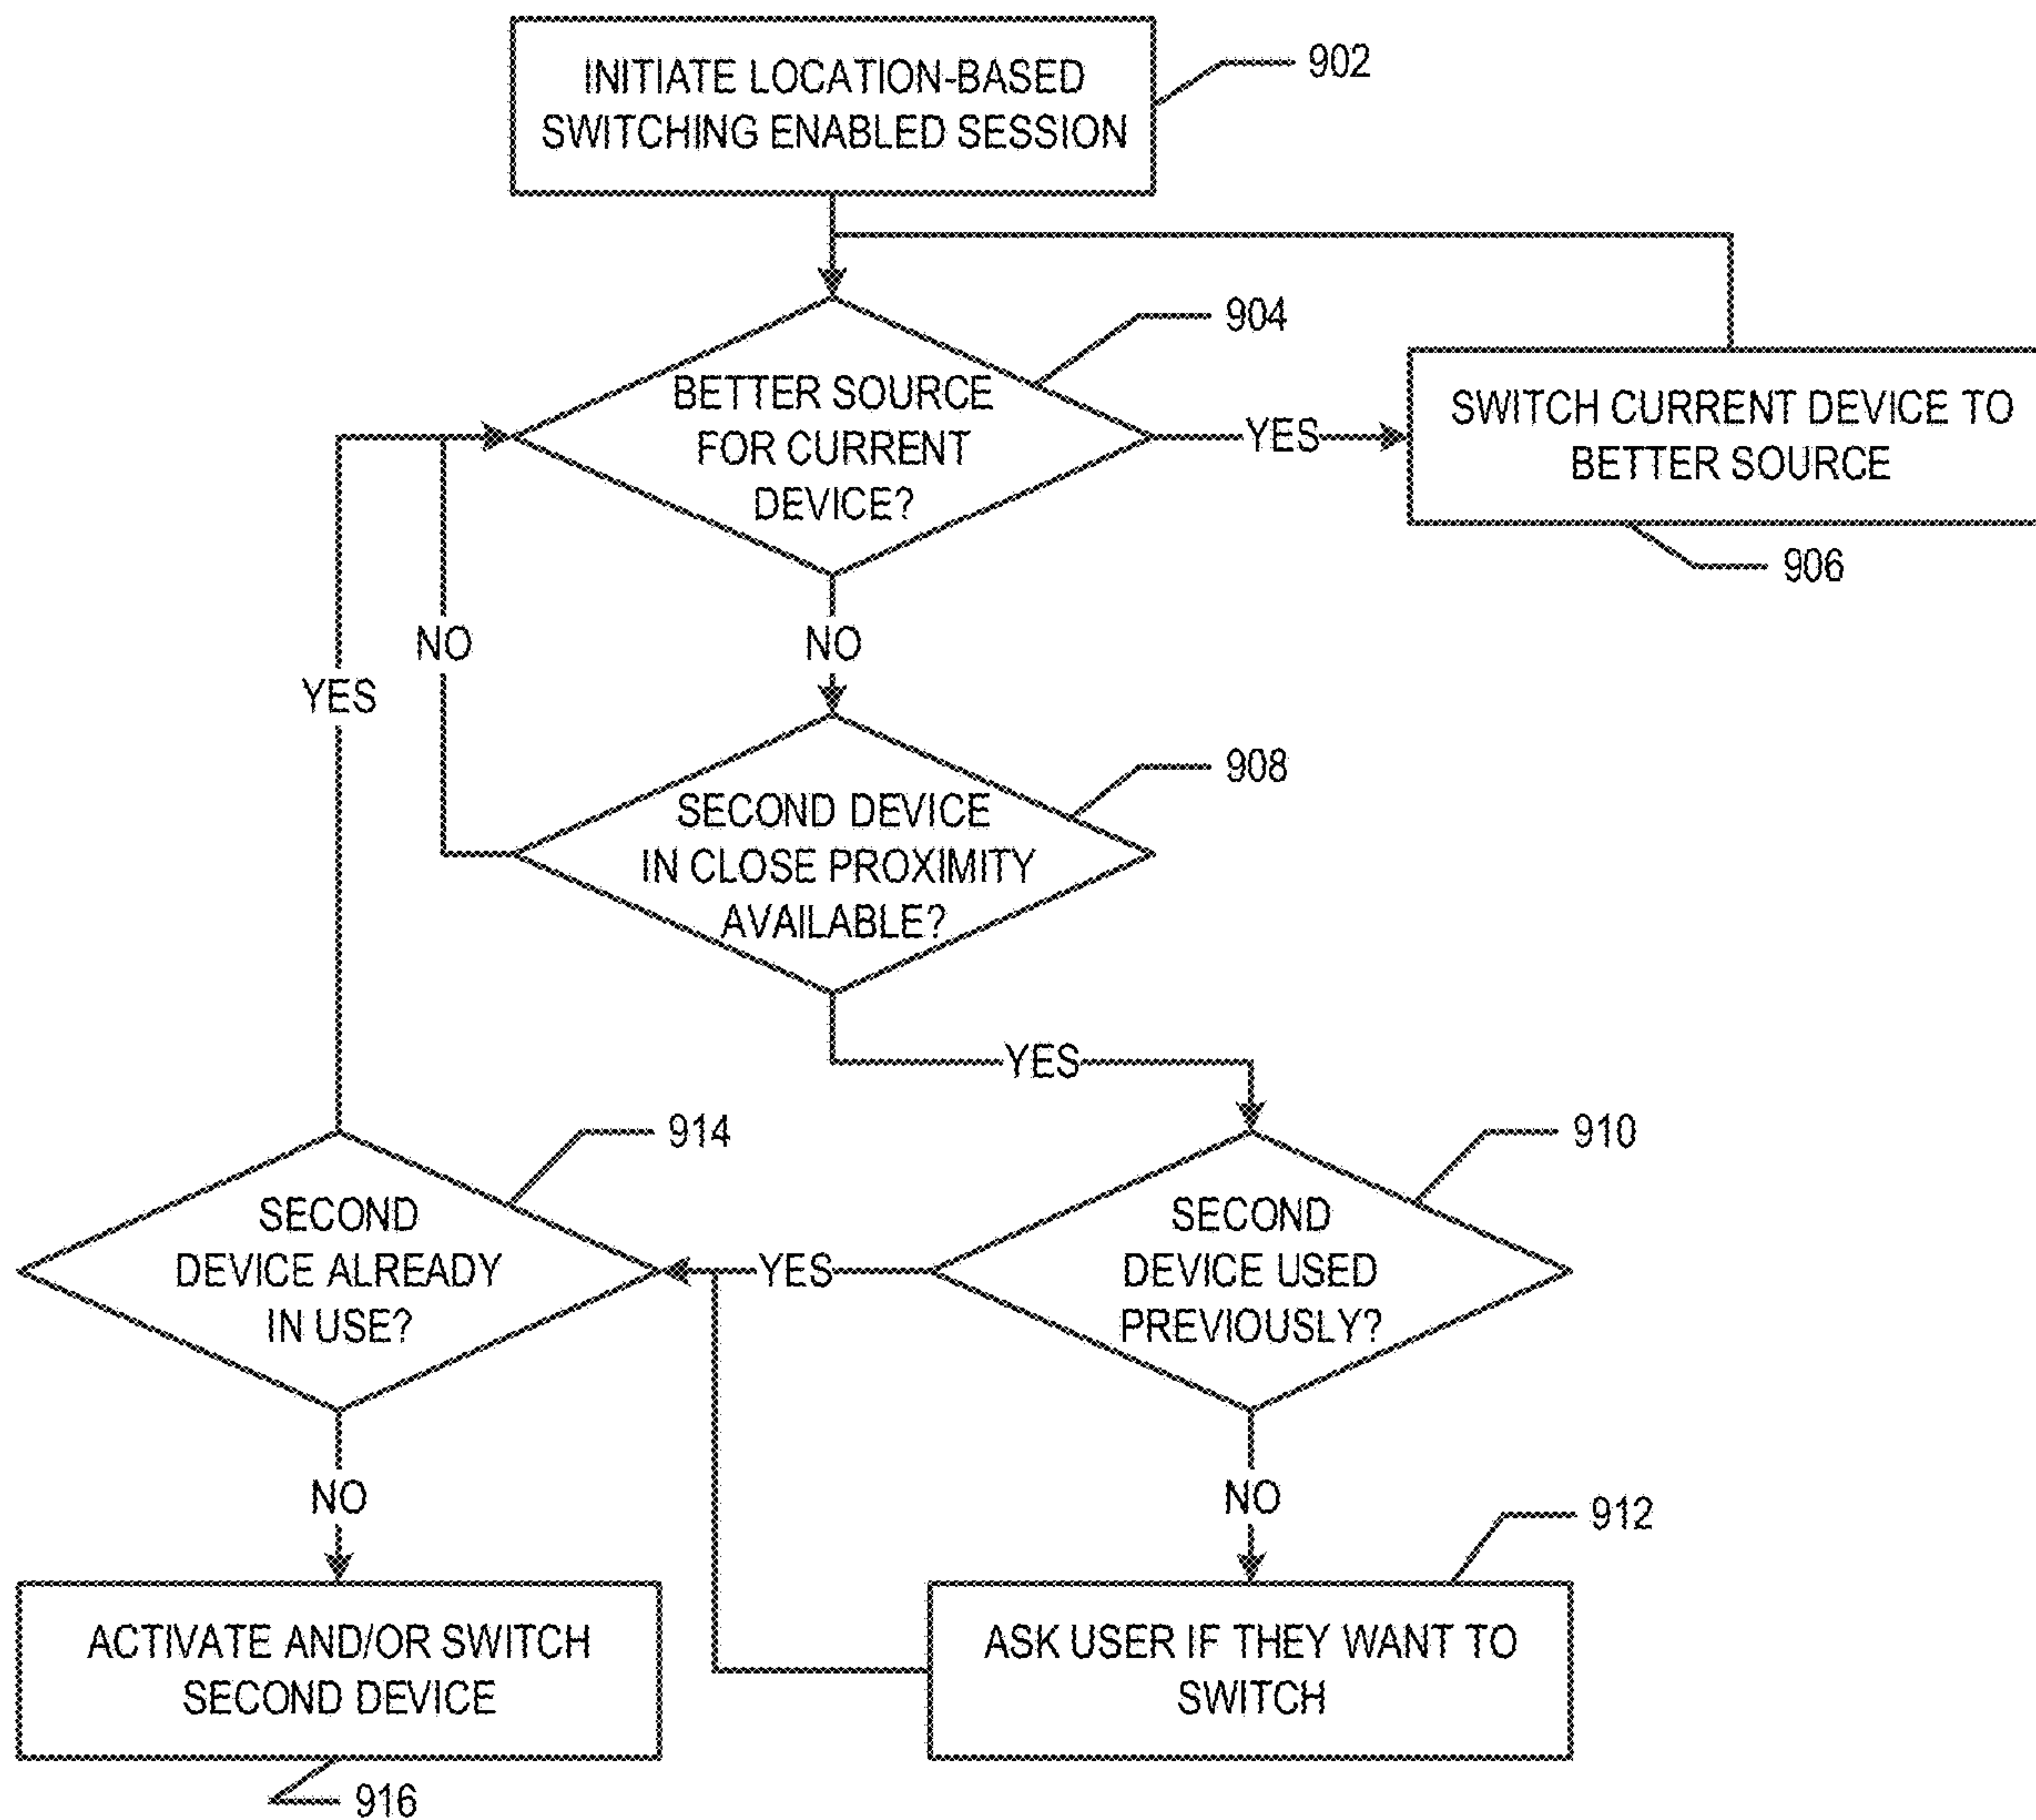 INITIATE LOCATION-BASED
SWITCHING ENABLED SESSION
902
904
BETTER SOURCE
FOR CURRENT
DEVICE?
YES
SWITCH CURRENT DEVICE TO
BETTER SOURCE
906
NO
NO
YES
908
SECOND DEVICE
IN CLOSE PROXIMITY
AVAILABLE?
YES
914
910
SECOND
DEVICE ALREADY
IN USE?
YES
SECOND
DEVICE USED
PREVIOUSLY?
NO
NO
912
ACTIVATE AND/OR SWITCH
SECOND DEVICE
ASK USER IF THEY WANT TO
SWITCH
916